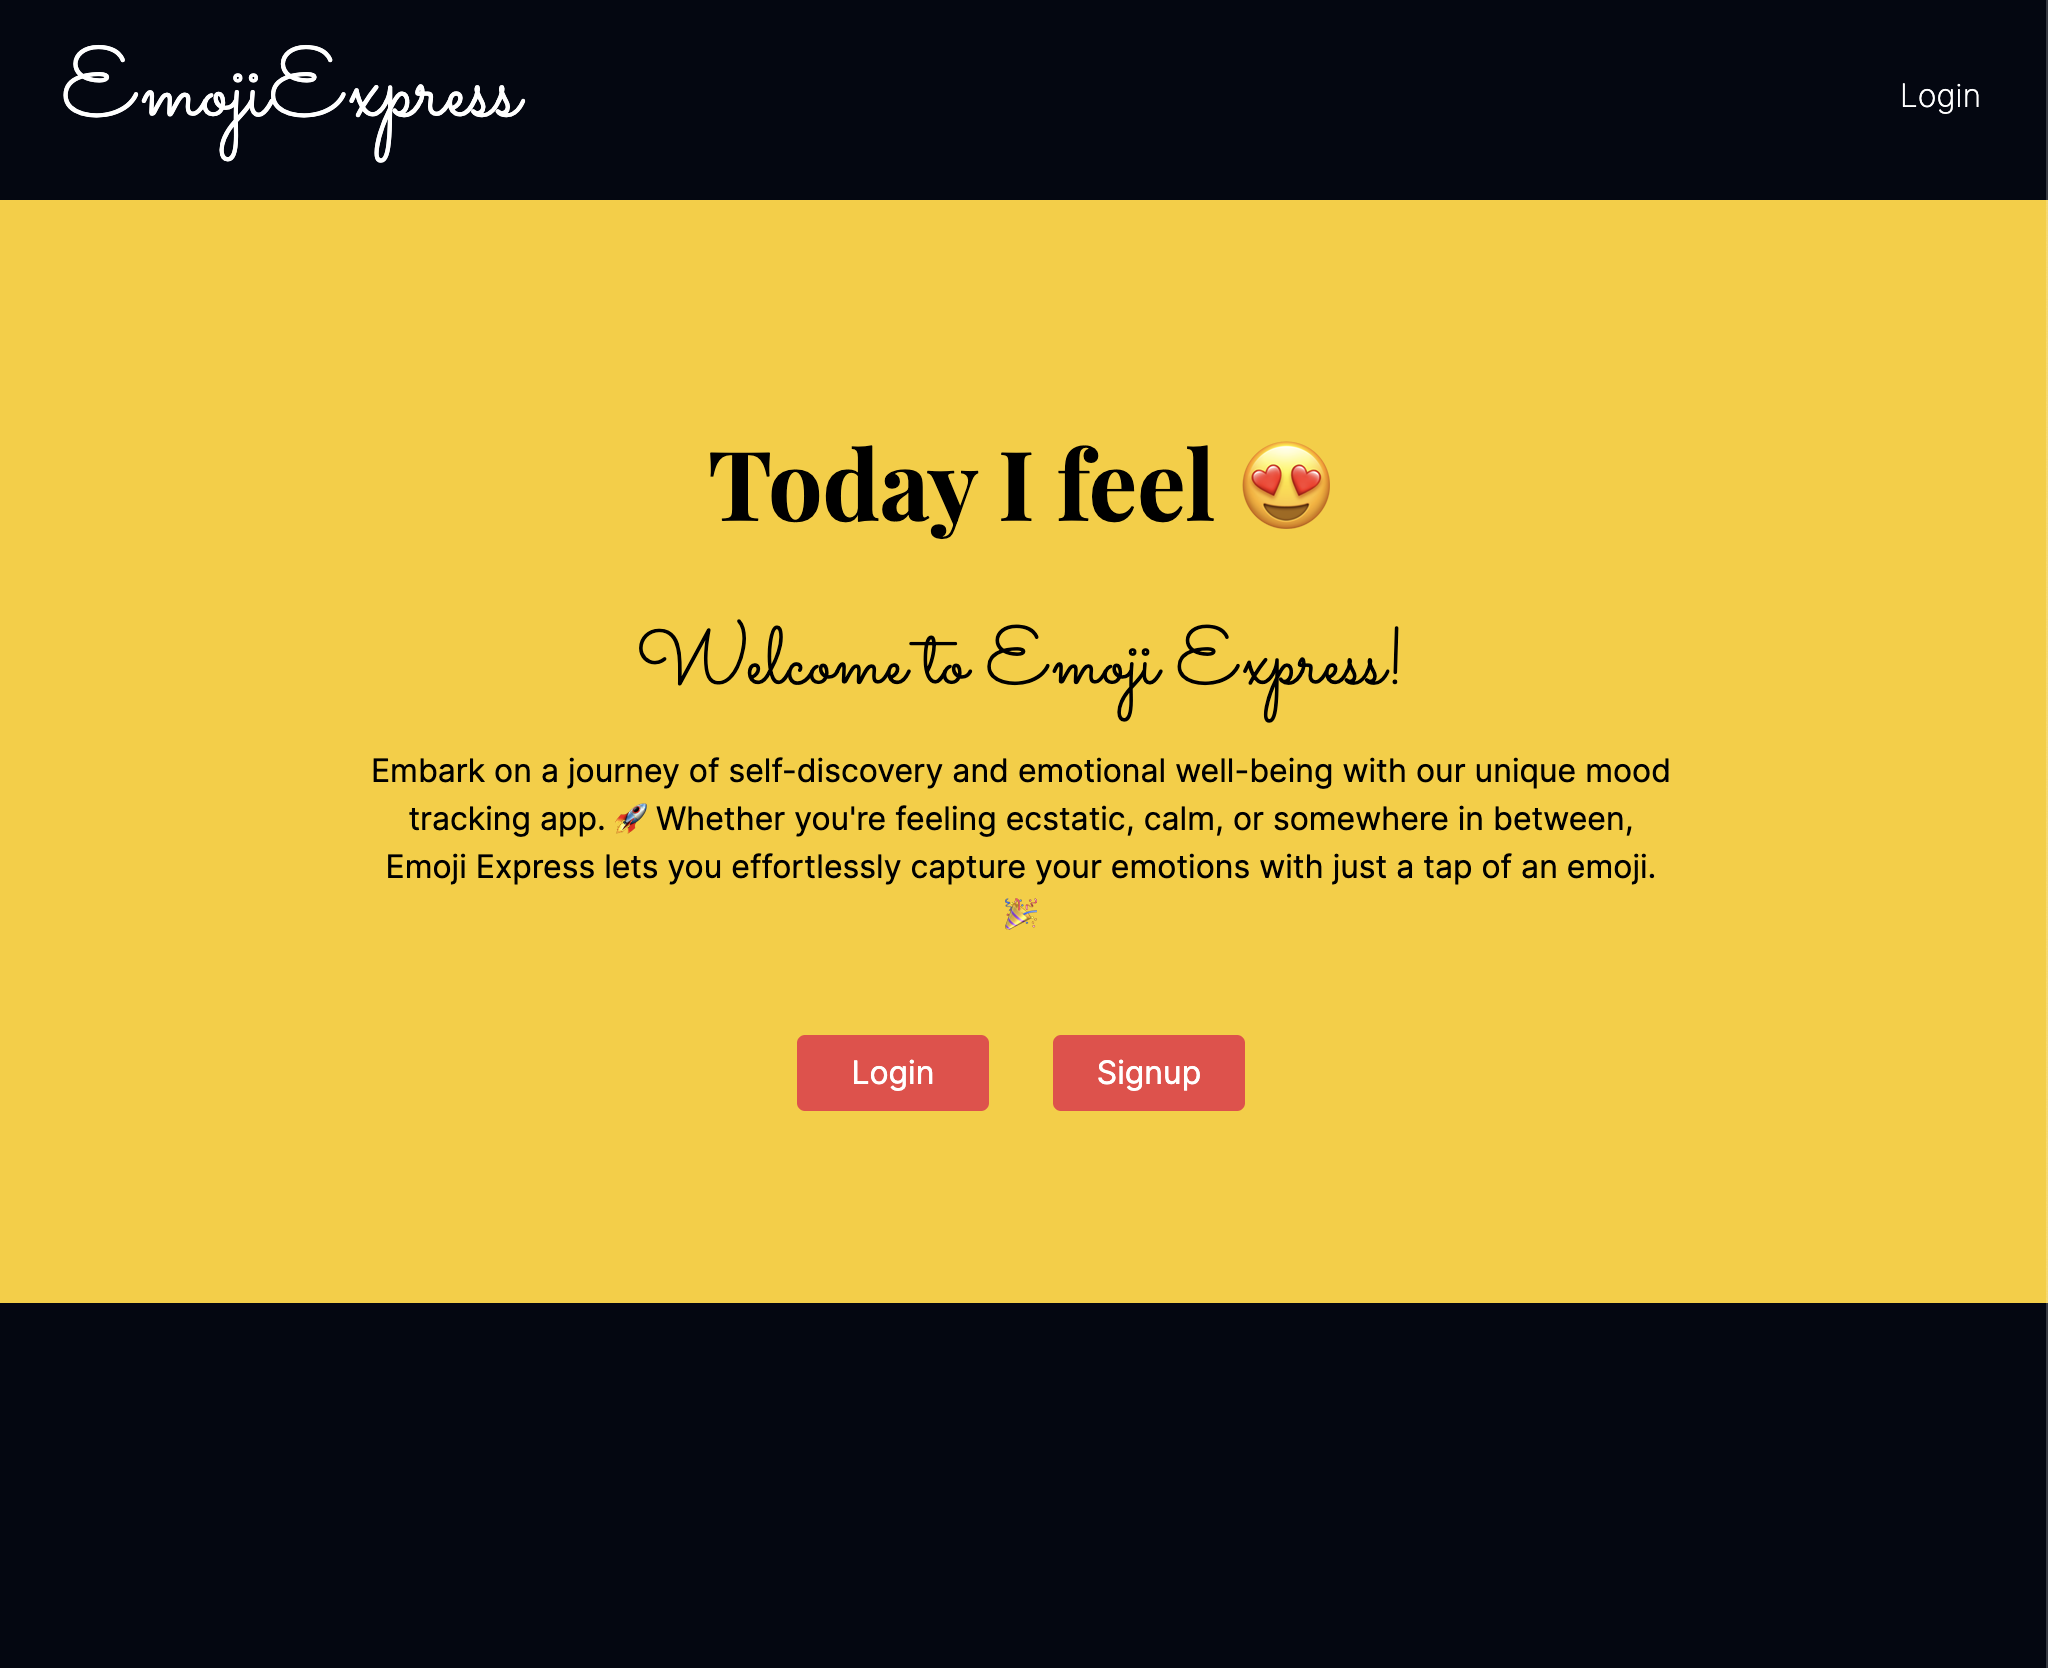 EmojiExpress
Login
Today I feel 😍
Welcome to Emoji Express!
Embark on a journey of self-discovery and emotional well-being with our unique mood
tracking app. 🚀 Whether you're feeling ecstatic, calm, or somewhere in between,
Emoji Express lets you effortlessly capture your emotions with just a tap of an emoji.
🎉
Login
Signup